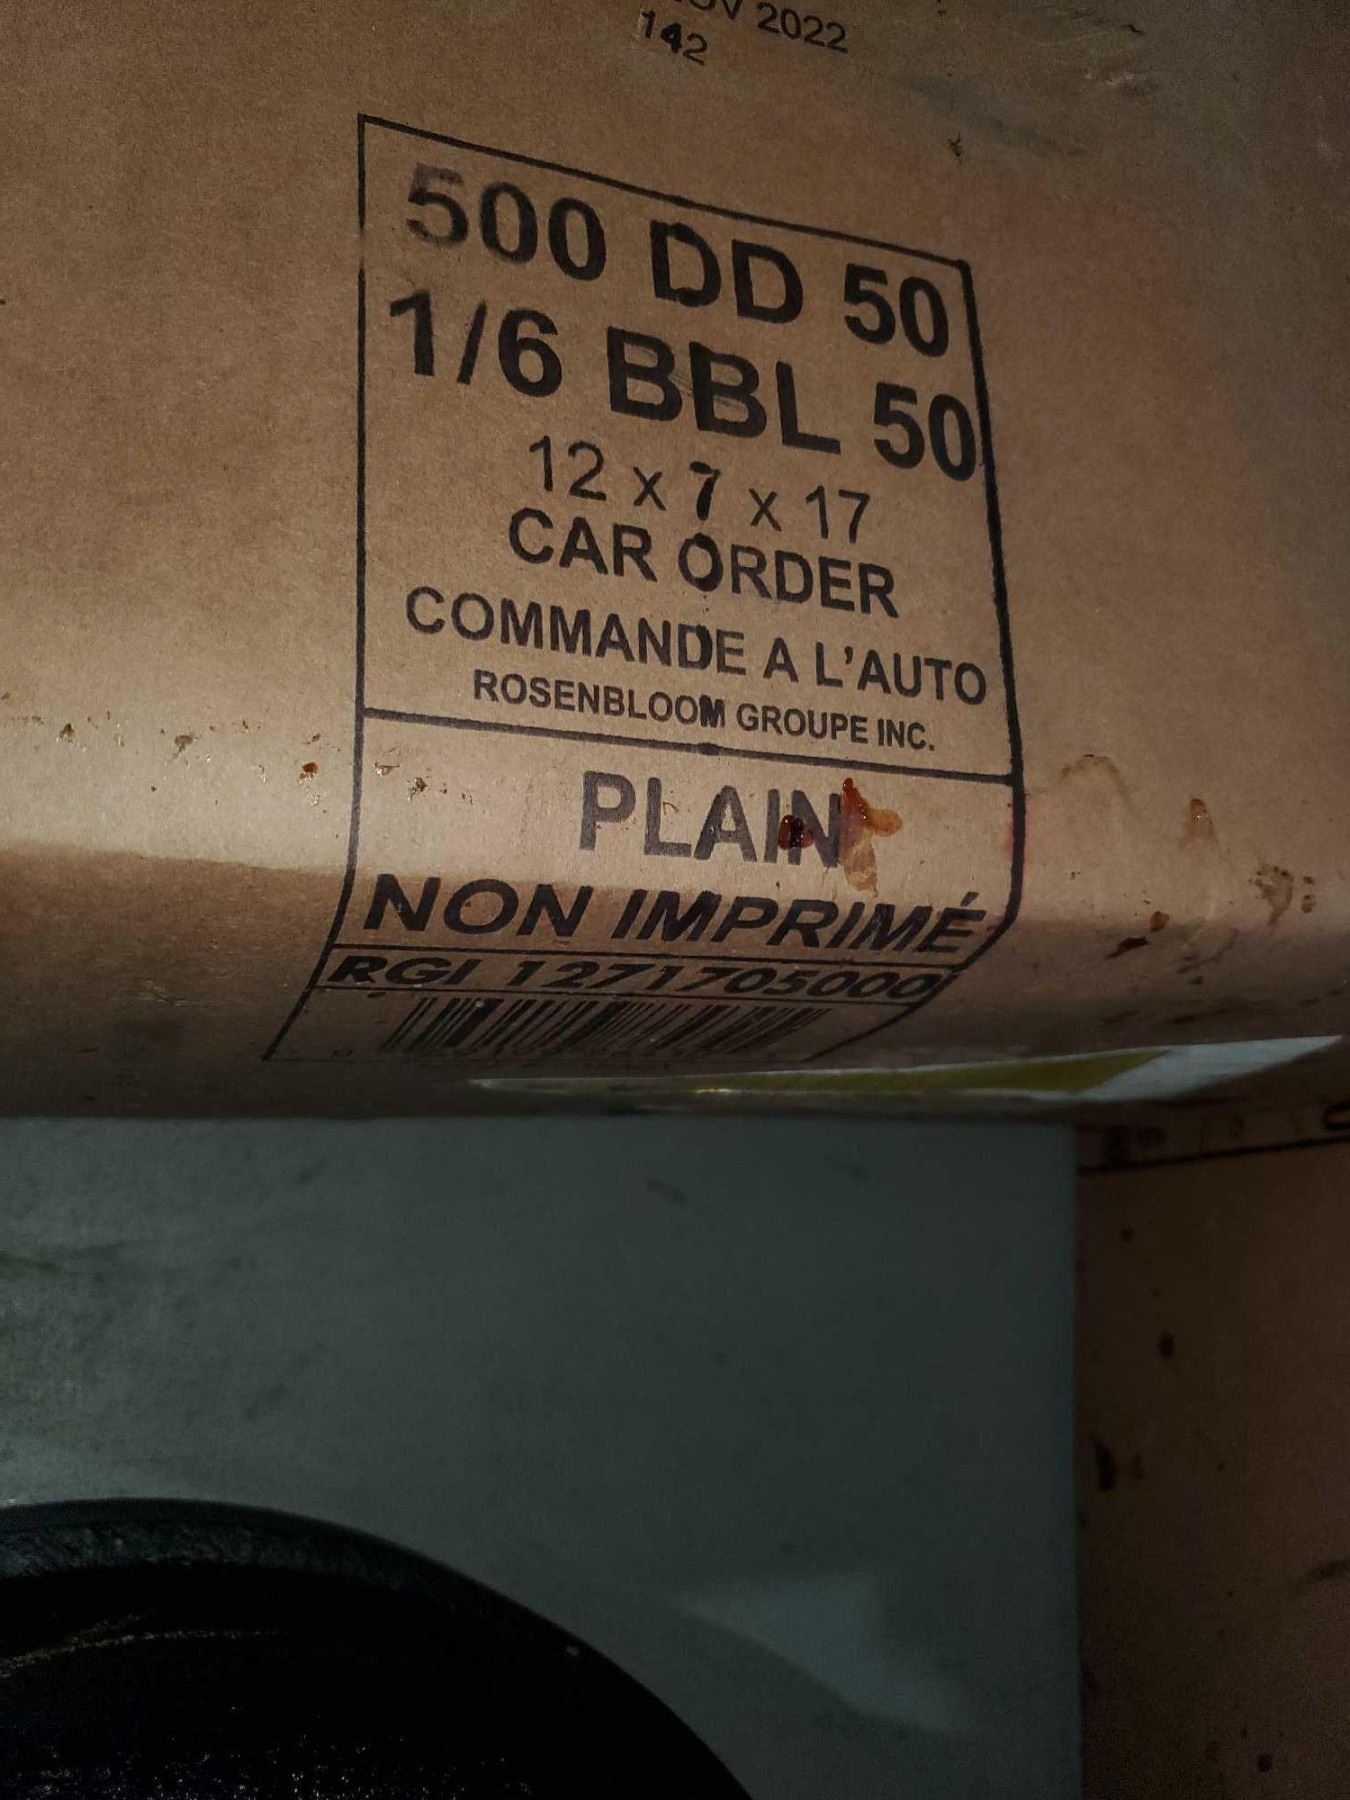 2022
142
500 DD 50
1/6 BBL 50
12 x 7 x 17
CAR ORDER
COMMANDE A L'AUTO
ROSENBLOOM GROUPE INC.
PLAIN
NON IMPRIMÉ
RGI 1271705000